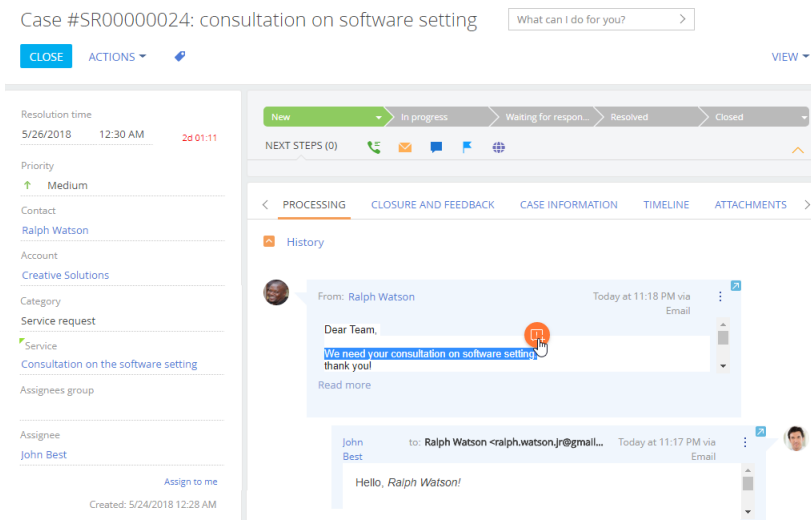 Case #SR00000024: consultation on software setting
What can I do for you?
CLOSE
ACTIONS
VIEW
Resolution time
5/26/2018 12:30 AM 2d 01:11
Priority
Medium
Contact
Ralph Watson
Account
Creative Solutions
Category
Service request
Service
Consultation on the software setting
Assignees group
Assignee
John Best
Assign to me
Created: 5/24/2018 12:28 AM
New
In progress
Waiting for respon...
Resolved
Closed
NEXT STEPS (0)
PROCESSING
CLOSURE AND FEEDBACK
CASE INFORMATION
TIMELINE
ATTACHMENTS
History
From: Ralph Watson
Today at 11:18 PM via
Email
Dear Team,
We need your consultation on software setting,
thank you!
Read more
John
Best
to: Ralph Watson <ralph.watson.jr@gmail...
Today at 11:17 PM via
Email
Hello, Ralph Watson!